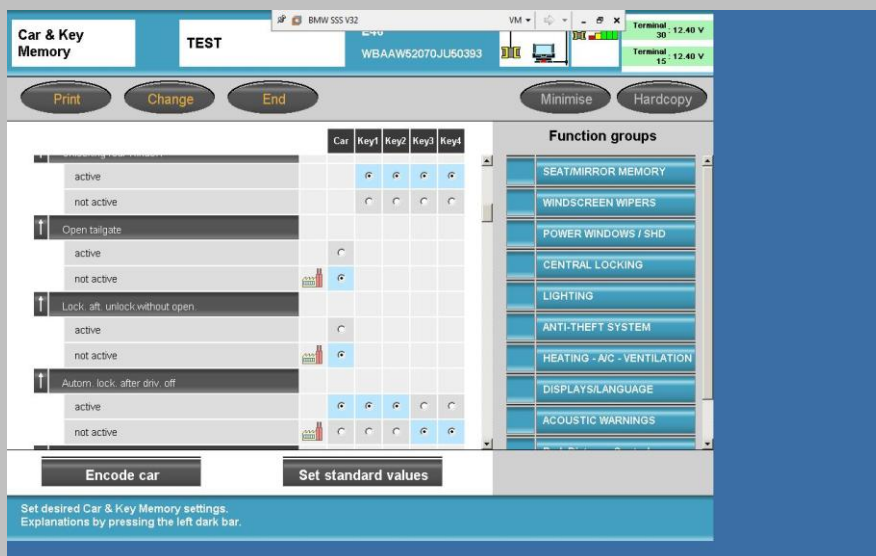 BMW SSS V32
VM
Car & Key
Memory
TEST
WBAAW52070JU50393
Terminal
30 : 12.40 V
Terminal
15 : 12.40 V
Print
Change
End
Minimise
Hardcopy
Car Key1 Key2 Key3 Key4
Function groups
active
not active
Open tailgate
active
not active
Lock. aft. unlock.without open.
active
not active
Autom. lock. after driv. off
active
not active
SEAT/MIRROR MEMORY
WINDSCREEN WIPERS
POWER WINDOWS / SHD
CENTRAL LOCKING
LIGHTING
ANTI-THEFT SYSTEM
HEATING - A/C - VENTILATION
DISPLAYS/LANGUAGE
ACOUSTIC WARNINGS
Encode car
Set standard values
Set desired Car & Key Memory settings.
Explanations by pressing the left dark bar.